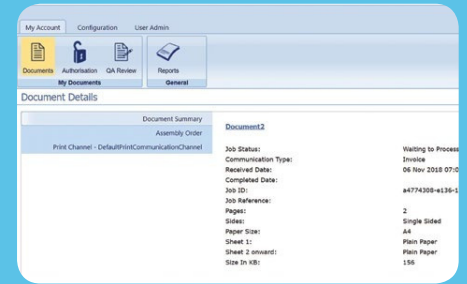 My Account Configuration User Admin
Documents Authorisation QA Review Reports
My Documents General
Document Details
Document Summary
Assembly Order
Print Channel - DefaultPrintCommunicationChannel
Document2
Job Status: Waiting to Process
Communication Type: Invoice
Received Date: 06 Nov 2018 07:0
Completed Date:
Job ID: a4774308-e136-1
Job Reference:
Pages: 2
Sides: Single Sided
Paper Size: A4
Sheet 1: Plain Paper
Sheet 2 onward: Plain Paper
Size In KB: 156